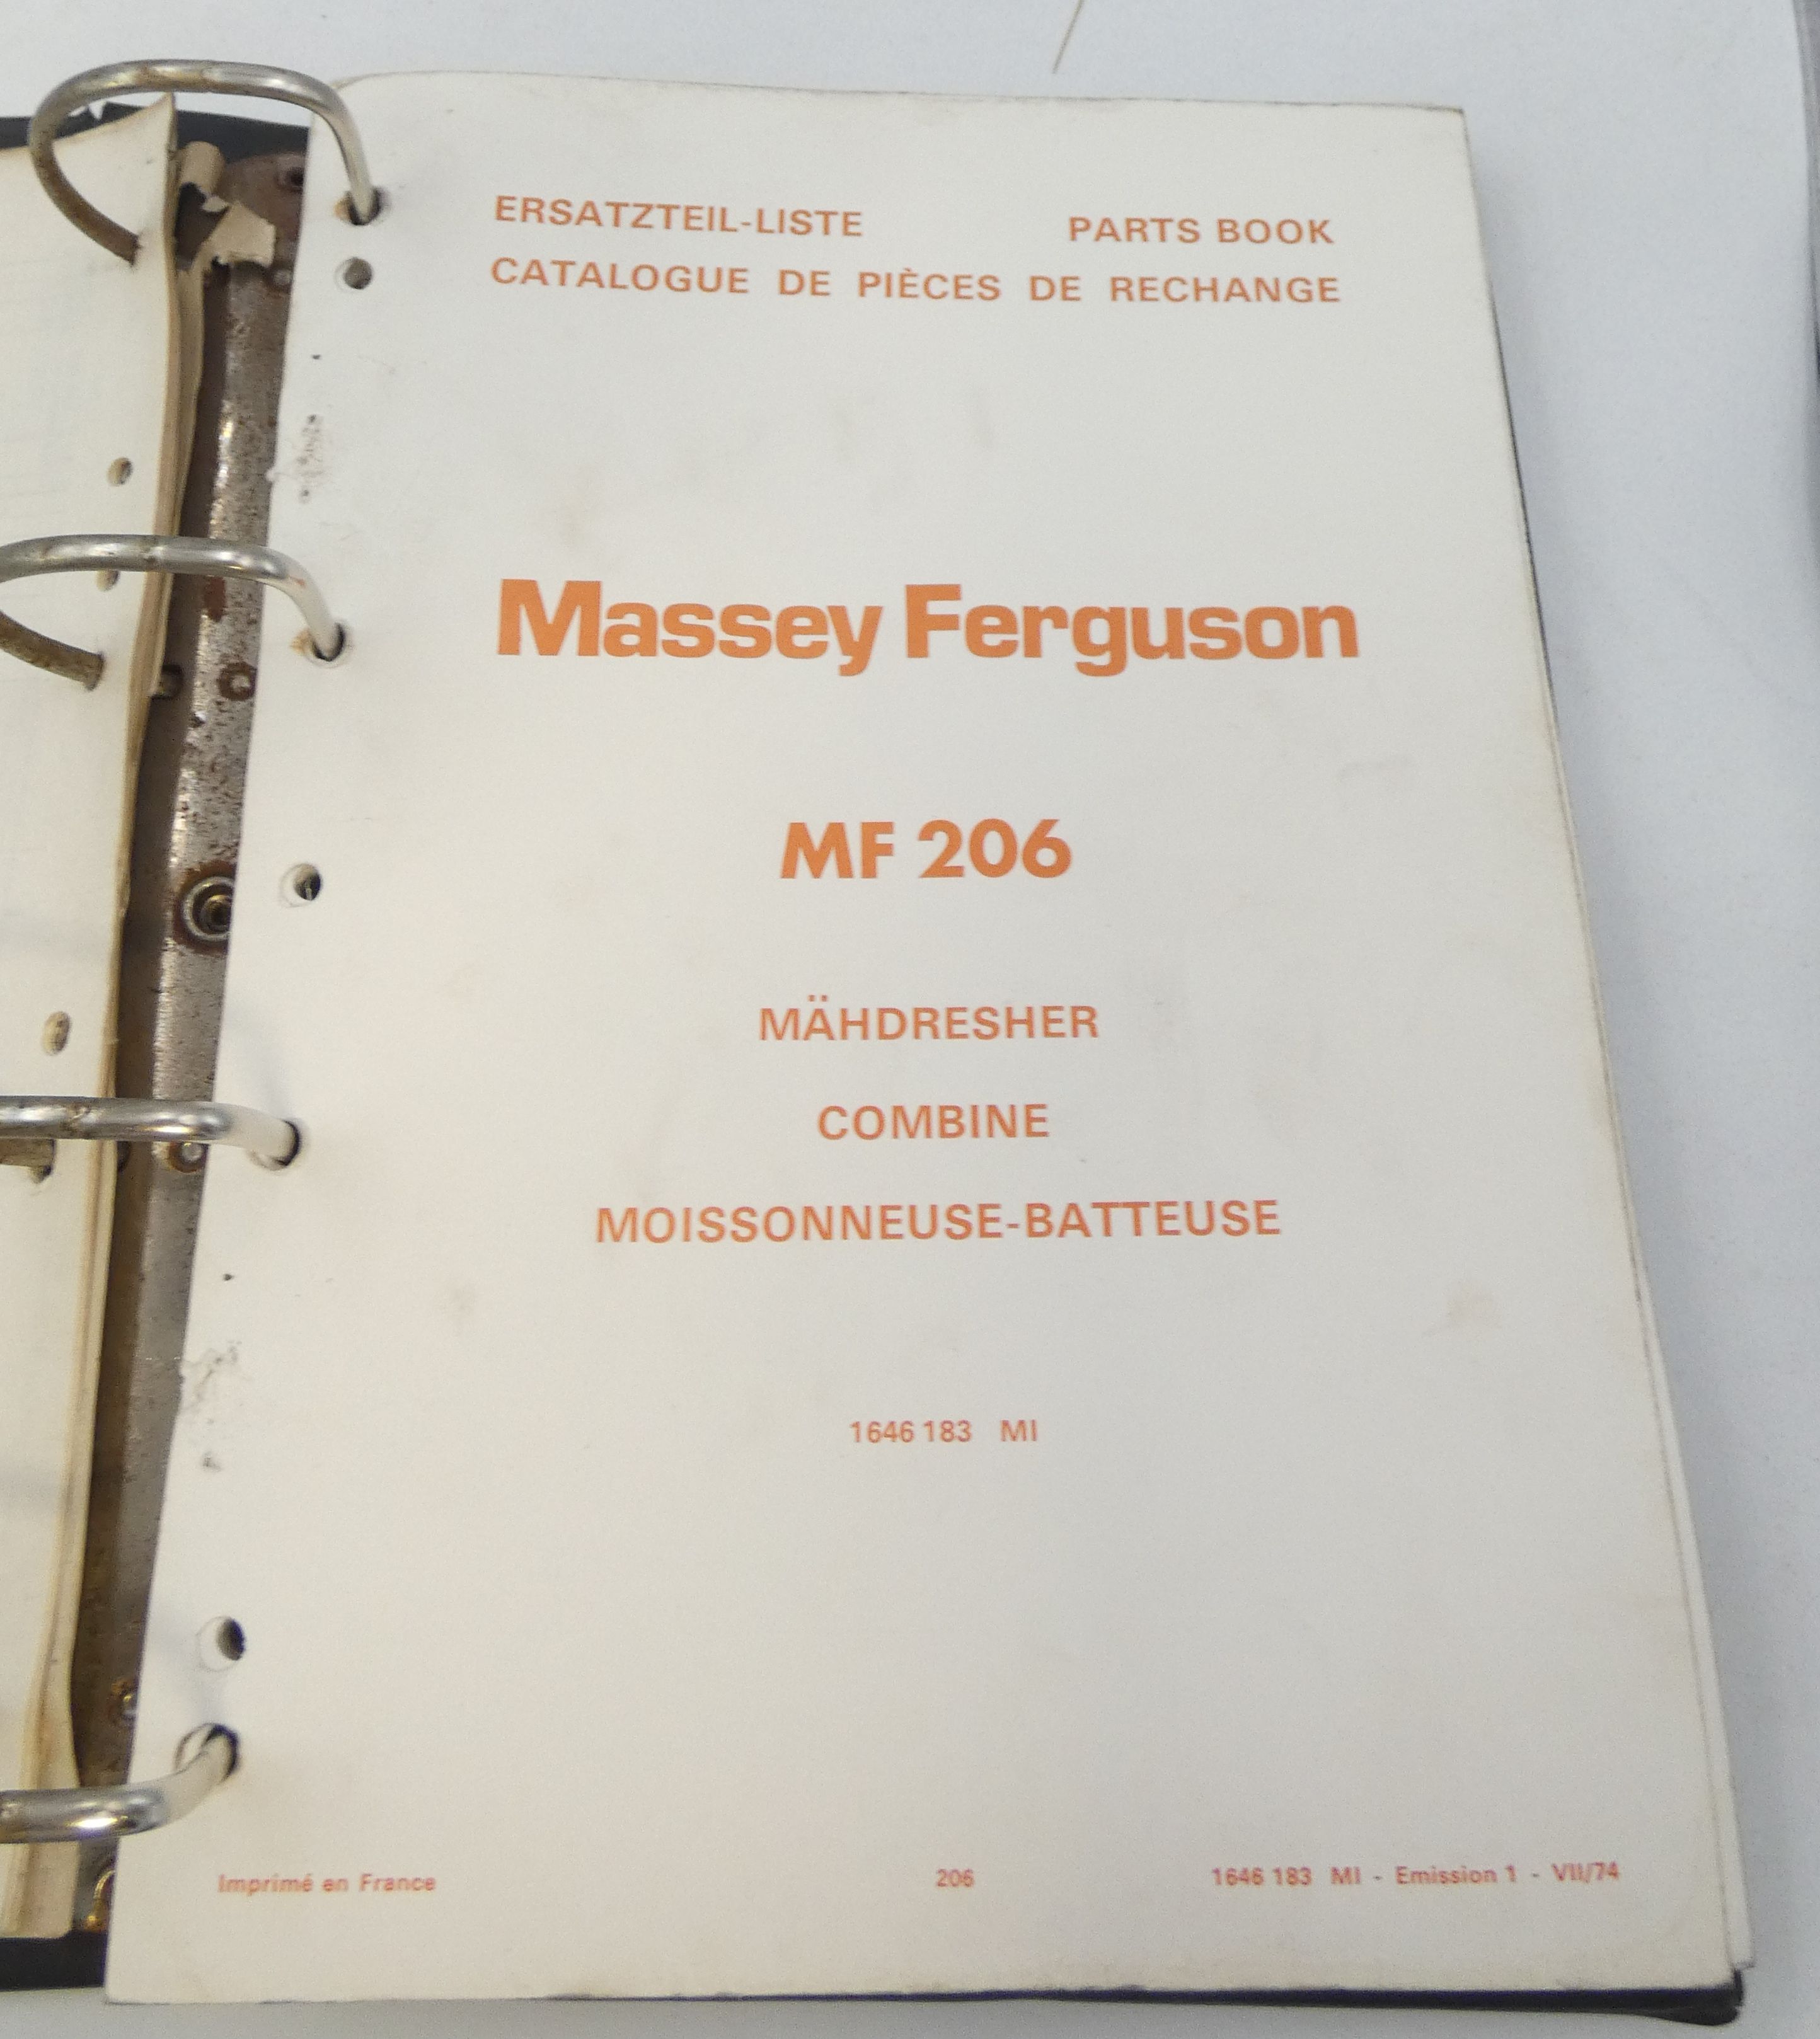 ERSATZTEIL-LISTE PARTS BOOK
CATALOGUE DE PIÈCES DE RECHANGE
Massey Ferguson
MF 206
MÄHDRESHER
COMBINE
MOISSONNEUSE-BATTEUSE
1646 183 MI
Imprimé en France 206 1646 183 MI - Emission 1 - VII/74